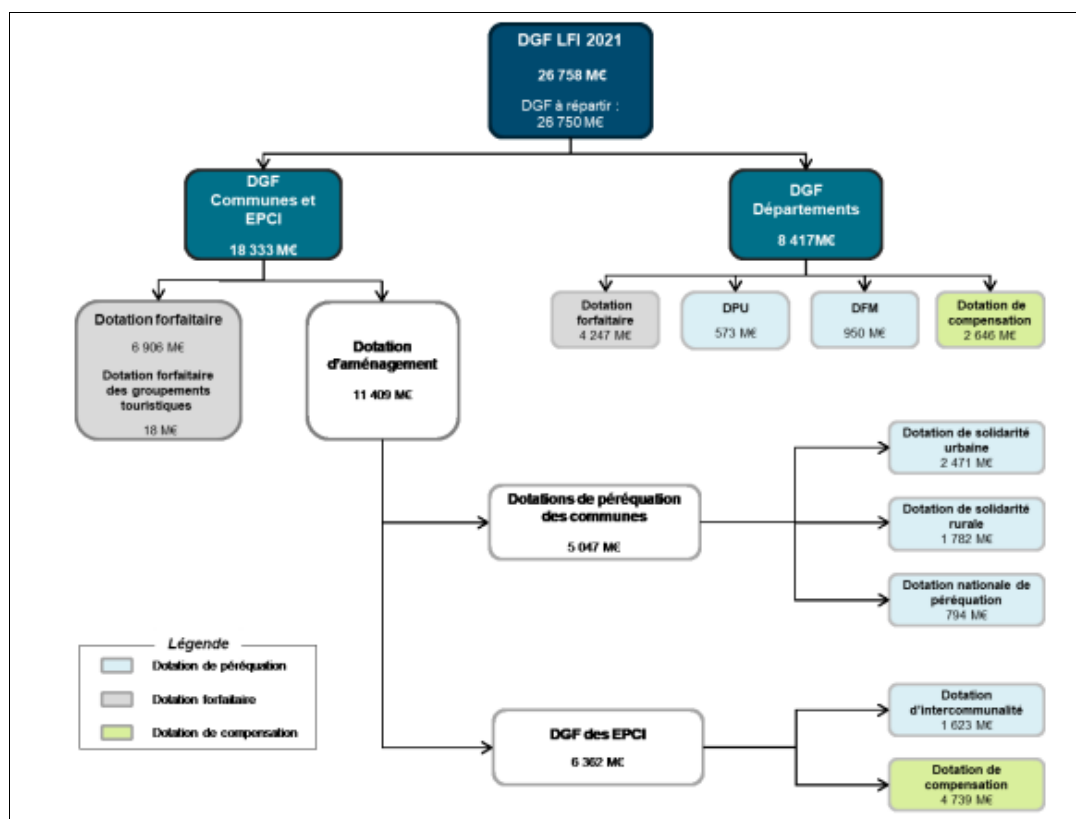 DGF LFI 2021
26 758 M€
DGF à répartir :
26 750 M€
DGF
Communes et
EPCI
18 333 M€
DGF
Départements
8 417M€
Dotation forfaitaire
6 906 M€
Dotation forfaitaire
des groupements
touristiques
18 M€
Dotation
d'aménagement
11 409 M€
Dotation
forfaitaire
4 247 M€
DPU
573 M€
DFM
950 M€
Dotation de
compensation
2 646 M€
Dotations de péréquation
des communes
5 047 M€
Dotation de solidarité
urbaine
2 471 M€
Dotation de solidarité
rurale
1 782 M€
Dotation nationale de
péréquation
794 M€
Légende
Dotation de péréquation
Dotation forfaitaire
Dotation de compensation
DGF des EPCI
6 362 M€
Dotation
d'intercommunalité
1 623 M€
Dotation de
compensation
4 739 M€